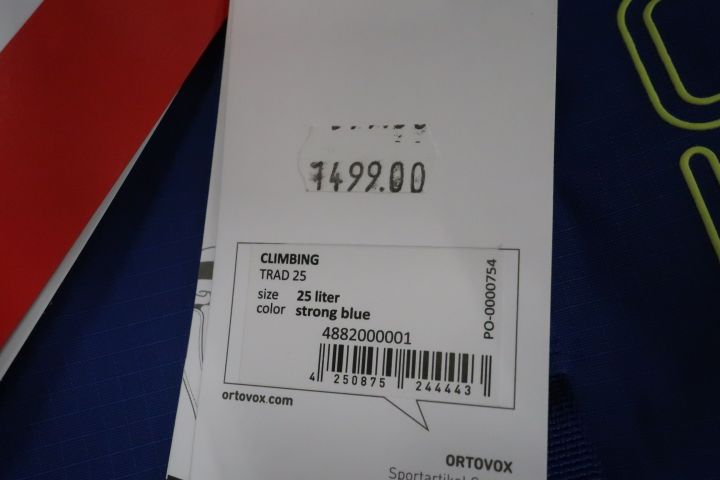 7499.00
CLIMBING
TRAD 25
size 25 liter
color strong blue
PO-0000754
4882000001
4 250875 244443
ortovox.com
ORTOVOX
Sportartikel